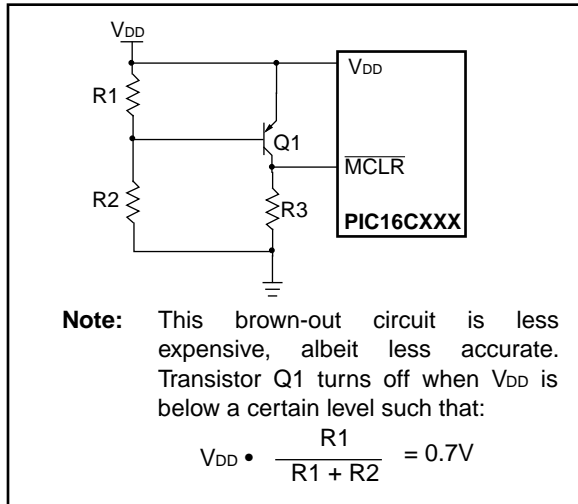 VDD
VDD
R1
Q1
MCLR
R2
R3
PIC16CXXX
Note: This brown-out circuit is less
expensive, albeit less accurate.
Transistor Q1 turns off when VDD is
below a certain level such that:
VDD • R1 / R1 + R2 = 0.7V